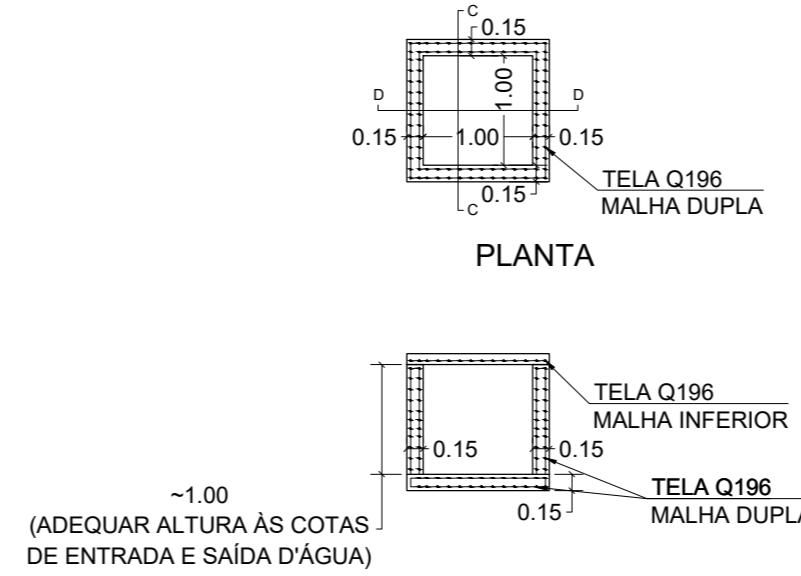 C
0.15
D
D
1.00
0.15
1.00
0.15
0.15
C
TELA Q196
MALHA DUPLA
PLANTA
TELA Q196
MALHA INFERIOR
0.15
0.15
~1.00
(ADEQUAR ALTURA ÀS COTAS
DE ENTRADA E SAÍDA D'ÁGUA)
0.15
TELA Q196
MALHA DUPLA